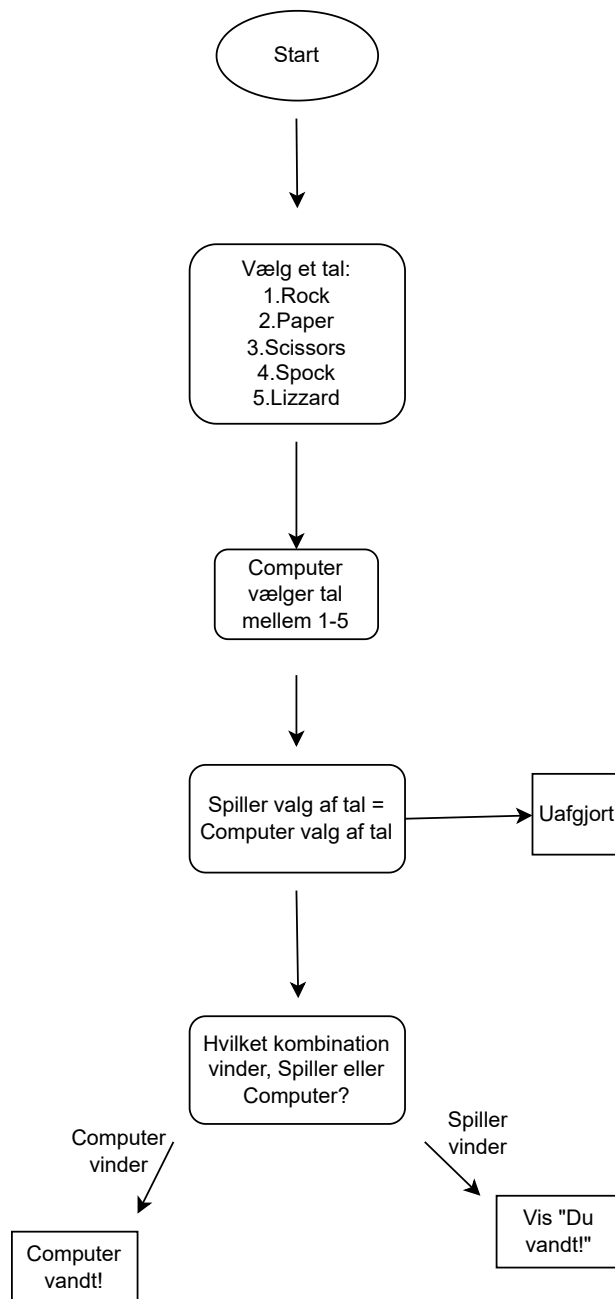 Start
Vælg et tal:
1.Rock
2.Paper
3.Scissors
4.Spock
5.Lizzard
Computer
vælger tal
mellem 1-5
Spiller valg af tal =
Computer valg af tal
Uafgjort
Hvilket kombination
vinder, Spiller eller
Computer?
Computer
vinder
Spiller
vinder
Computer
vandt!
Vis "Du
vandt!"